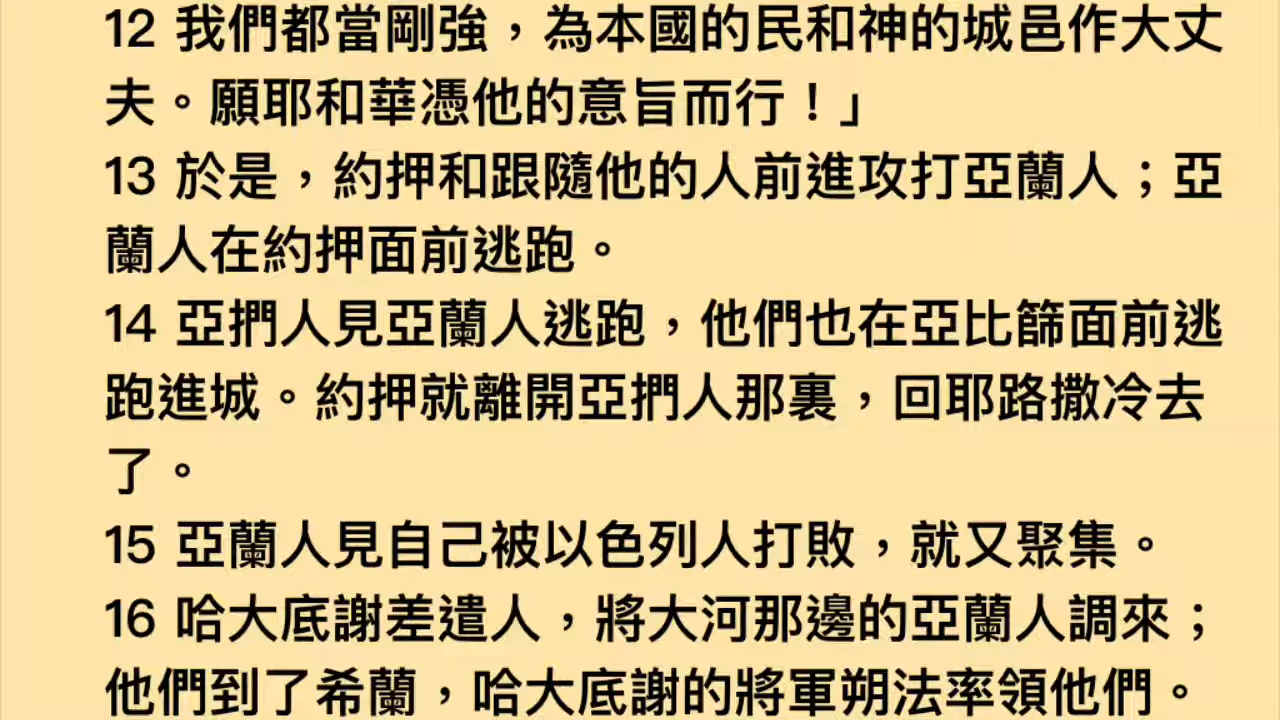 12 我們都當剛強，為本國的民和神的城邑作大丈
夫。願耶和華憑他的意旨而行！」
13 於是，約押和跟隨他的人前進攻打亞蘭人；亞
蘭人在約押面前逃跑。
14 亞捫人見亞蘭人逃跑，他們也在亞比篩面前逃
跑進城。約押就離開亞捫人那裏，回耶路撒冷去
了。
15 亞蘭人見自己被以色列人打敗，就又聚集。
16 哈大底謝差遣人，將大河那邊的亞蘭人調來；
他們到了希蘭，哈大底謝的將軍朔法率領他們。